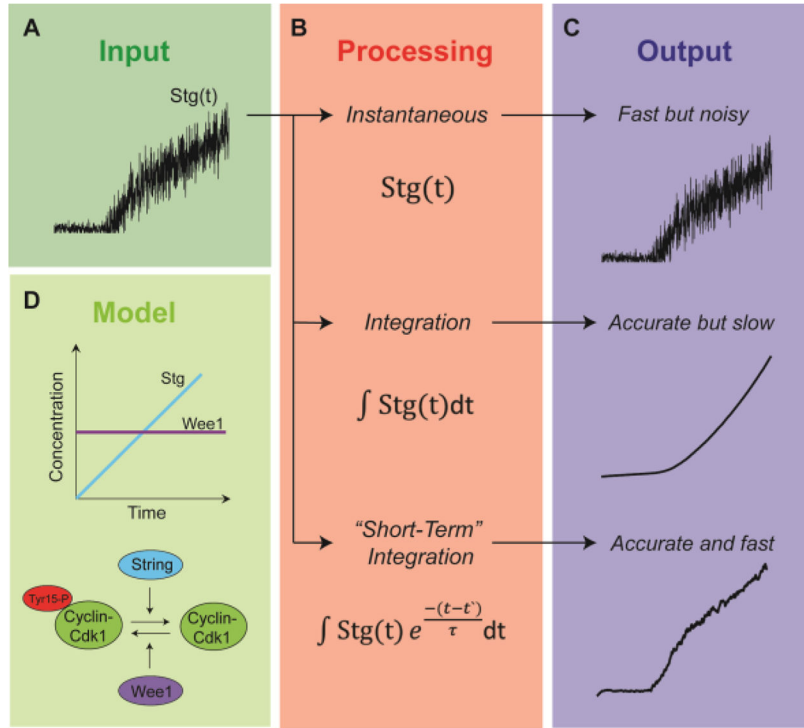 A
Input
Stg(t)
B
Processing
Instantaneous
Stg(t)
Integration
∫ Stg(t)dt
“Short-Term”
Integration
∫ Stg(t) e^{-(t-t`)/τ} dt
C
Output
Fast but noisy
Accurate but slow
Accurate and fast
D
Model
Concentration
Stg
Wee1
Time
String
Tyr15-P
Cyclin-
Cdk1
Cyclin-
Cdk1
Wee1